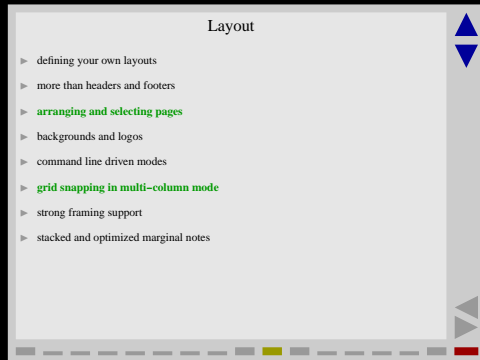 Layout
defining your own layouts
more than headers and footers
arranging and selecting pages
backgrounds and logos
command line driven modes
grid snapping in multi-column mode
strong framing support
stacked and optimized marginal notes